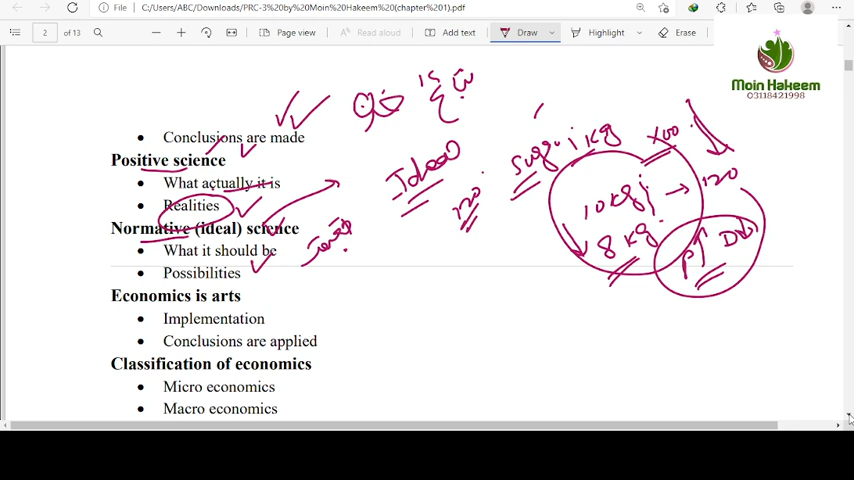 File C:/Users/ABC/Downloads/PRC-3%20by%20Moin%20Hakeem%20(chapter%201).pdf
2 of 13 Page view Read aloud Add text Draw Highlight Erase
Moin Hakeem
03118421998
• Conclusions are made
Positive science
• What actually it is
• Realities
Normative (ideal) science
• What it should be
• Possibilities
Economics is arts
• Implementation
• Conclusions are applied
Classification of economics
• Micro economics
• Macro economics
Ideal
120
1 kg
100
10 kg → 120
8 kg
P↑ D↓